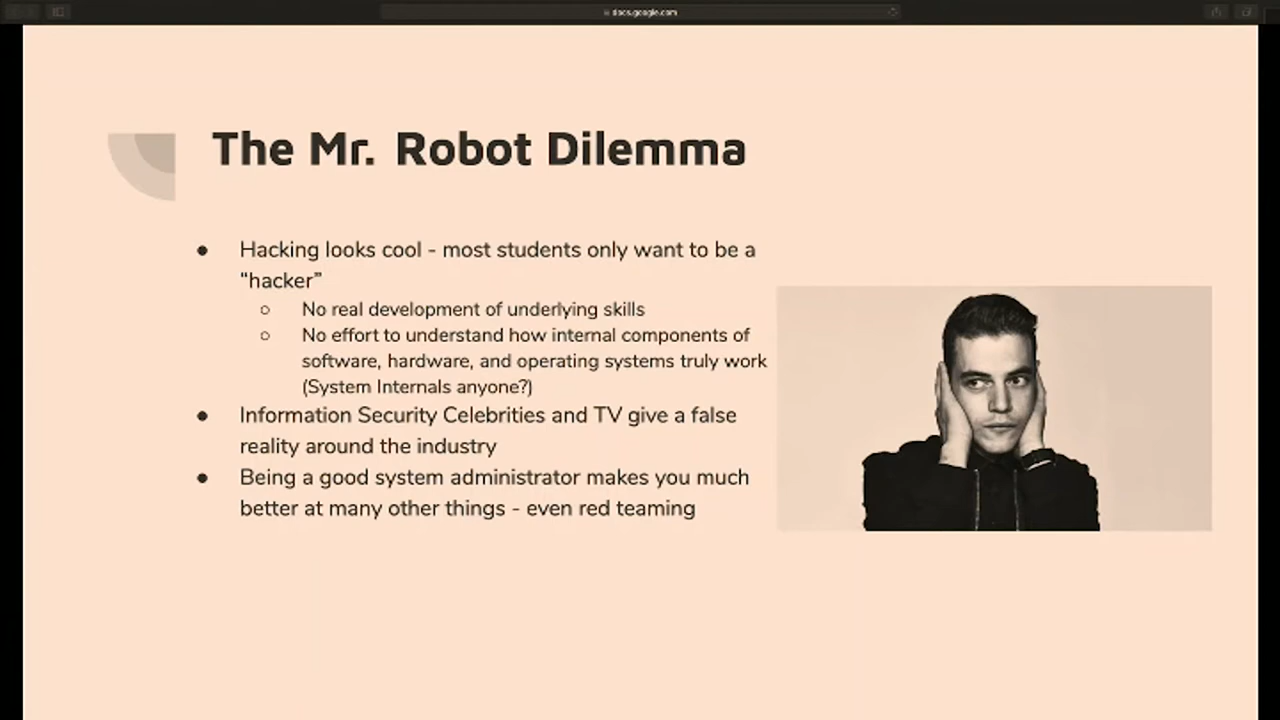 docs.google.com
The Mr. Robot Dilemma
● Hacking looks cool - most students only want to be a
“hacker”
○ No real development of underlying skills
○ No effort to understand how internal components of
software, hardware, and operating systems truly work
(System Internals anyone?)
● Information Security Celebrities and TV give a false
reality around the industry
● Being a good system administrator makes you much
better at many other things - even red teaming